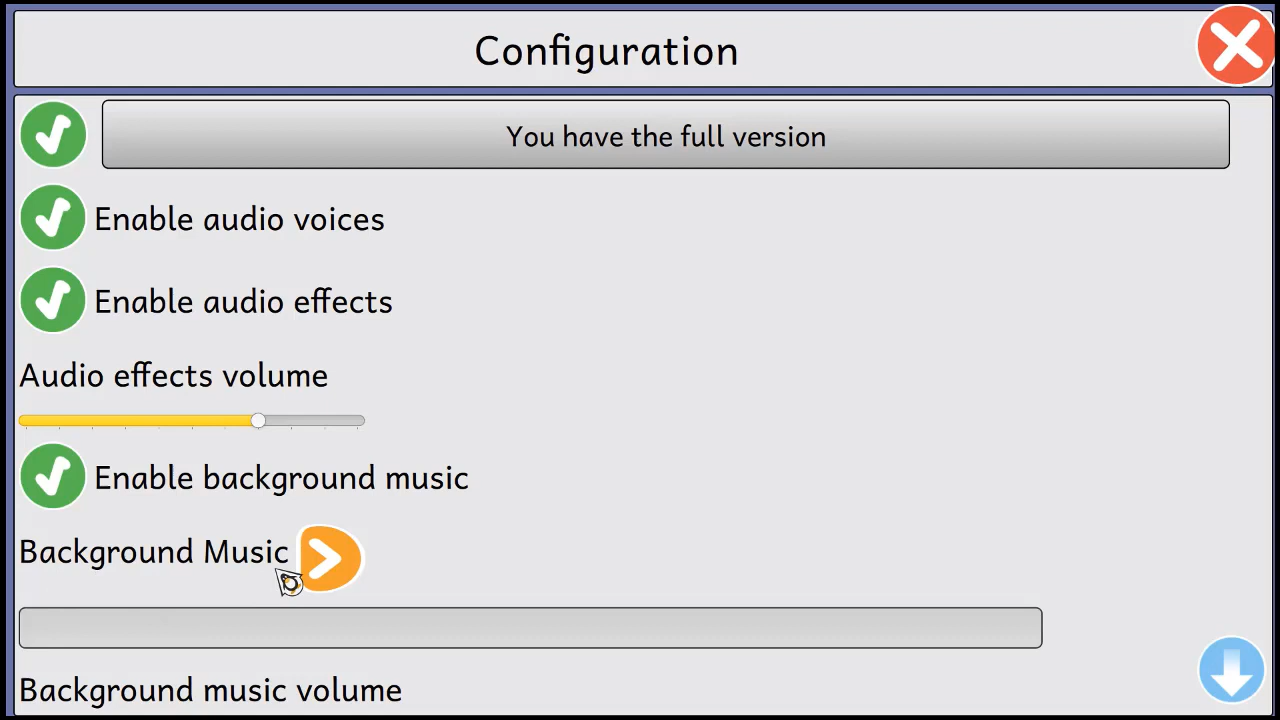 Configuration
You have the full version
Enable audio voices
Enable audio effects
Audio effects volume
Enable background music
Background Music
Background music volume